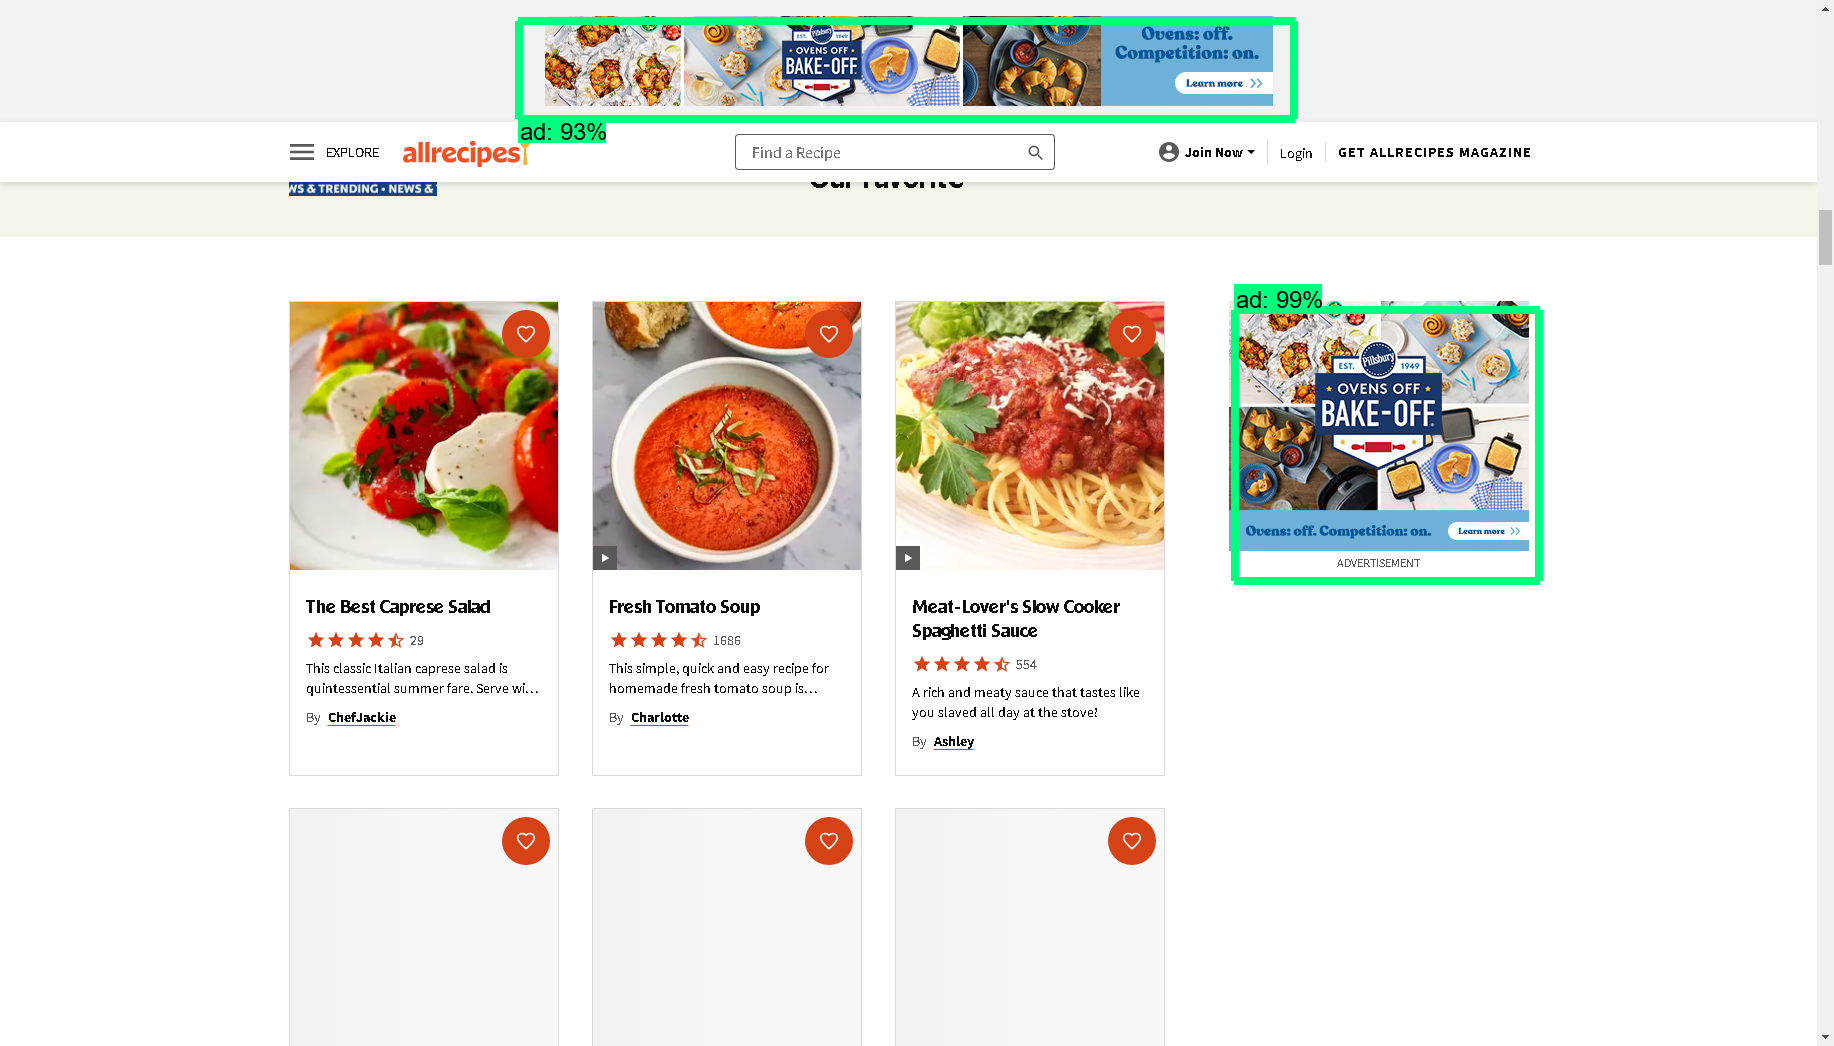 Pillsbury
EST. 1949
OVENS OFF
BAKE-OFF
Ovens: off.
Competition: on.
Learn more
ad: 93%
EXPLORE
allrecipes
Find a Recipe
Join Now
Login
GET ALLRECIPES MAGAZINE
WS & TRENDING • NEWS &
Our Favorite
ad: 99%
Pillsbury
EST. 1949
OVENS OFF
BAKE-OFF
Ovens: off. Competition: on.
Learn more
ADVERTISEMENT
The Best Caprese Salad
29
This classic Italian caprese salad is
quintessential summer fare. Serve wi…
By ChefJackie
Fresh Tomato Soup
1686
This simple, quick and easy recipe for
homemade fresh tomato soup is…
By Charlotte
Meat-Lover's Slow Cooker
Spaghetti Sauce
554
A rich and meaty sauce that tastes like
you slaved all day at the stove!
By Ashley